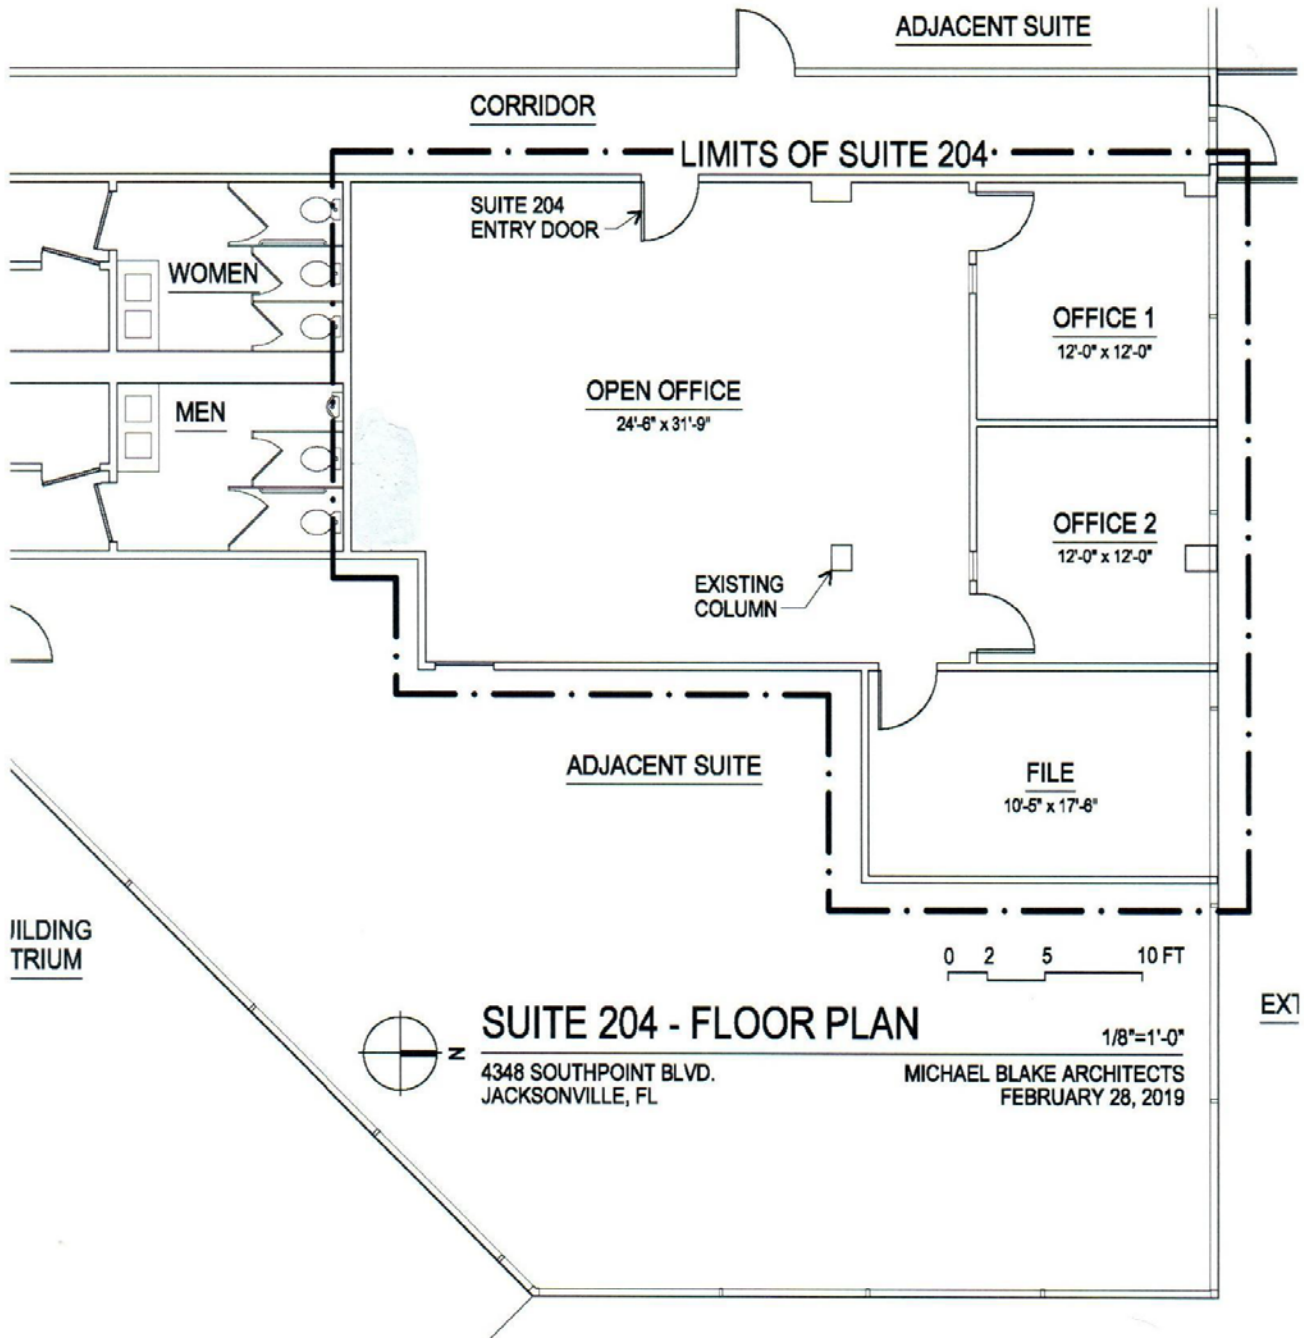 ADJACENT SUITE
CORRIDOR
LIMITS OF SUITE 204
SUITE 204
ENTRY DOOR
WOMEN
OFFICE 1
12'-0" x 12'-0"
OPEN OFFICE
24'-6" x 31'-9"
MEN
OFFICE 2
12'-0" x 12'-0"
EXISTING
COLUMN
ADJACENT SUITE
FILE
10'-5" x 17'-6"
ILDING
TRIUM
0 2 5 10 FT
EXT
SUITE 204 - FLOOR PLAN
1/8"=1'-0"
N
4348 SOUTHPOINT BLVD.
JACKSONVILLE, FL
MICHAEL BLAKE ARCHITECTS
FEBRUARY 28, 2019